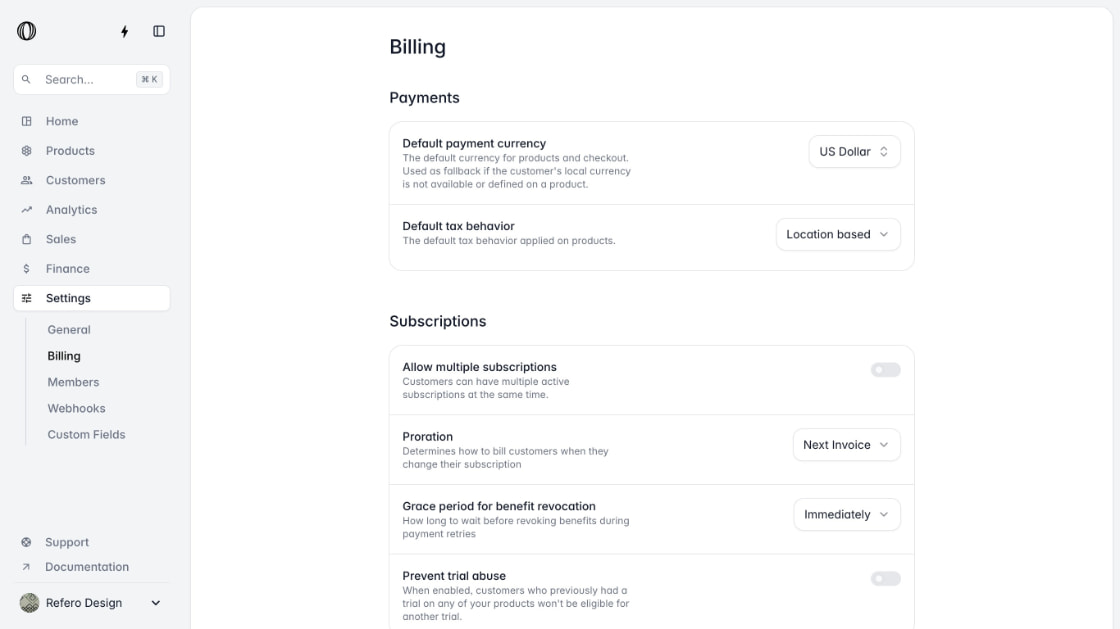 Search...
⌘ K
Home
Products
Customers
Analytics
Sales
Finance
Settings
General
Billing
Members
Webhooks
Custom Fields
Support
Documentation
Refero Design
Billing
Payments
Default payment currency
The default currency for products and checkout.
Used as fallback if the customer's local currency
is not available or defined on a product.
US Dollar
Default tax behavior
The default tax behavior applied on products.
Location based
Subscriptions
Allow multiple subscriptions
Customers can have multiple active
subscriptions at the same time.
Proration
Determines how to bill customers when they
change their subscription
Next Invoice
Grace period for benefit revocation
How long to wait before revoking benefits during
payment retries
Immediately
Prevent trial abuse
When enabled, customers who previously had a
trial on any of your products won't be eligible for
another trial.